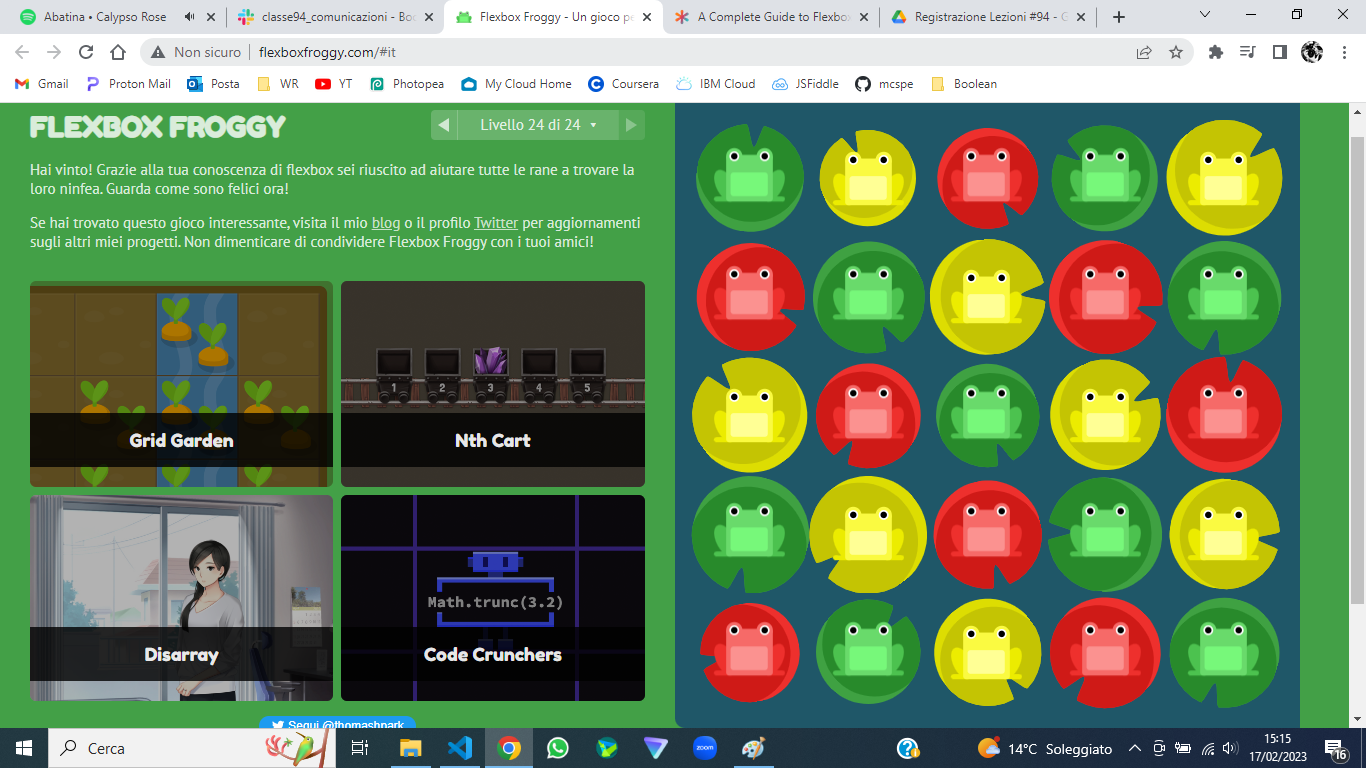 Abatina • Calypso Rose
classe94_comunicazioni - Boo
Flexbox Froggy - Un gioco pe
A Complete Guide to Flexbox
Registrazione Lezioni #94 - G
Non sicuro
flexboxfroggy.com/#it
Gmail
Proton Mail
Posta
WR
YT
Photopea
My Cloud Home
Coursera
IBM Cloud
JSFiddle
mcspe
Boolean
FLEXBOX FROGGY
Livello 24 di 24
Hai vinto! Grazie alla tua conoscenza di flexbox sei riuscito ad aiutare tutte le rane a trovare la
loro ninfea. Guarda come sono felici ora!
Se hai trovato questo gioco interessante, visita il mio blog o il profilo Twitter per aggiornamenti
sugli altri miei progetti. Non dimenticare di condividere Flexbox Froggy con i tuoi amici!
Grid Garden
1 2 3 4 5
Nth Cart
Disarray
Math.trunc(3.2)
Code Crunchers
Segui @thomashpark
Cerca
zoom
14°C Soleggiato
15:15
17/02/2023
16